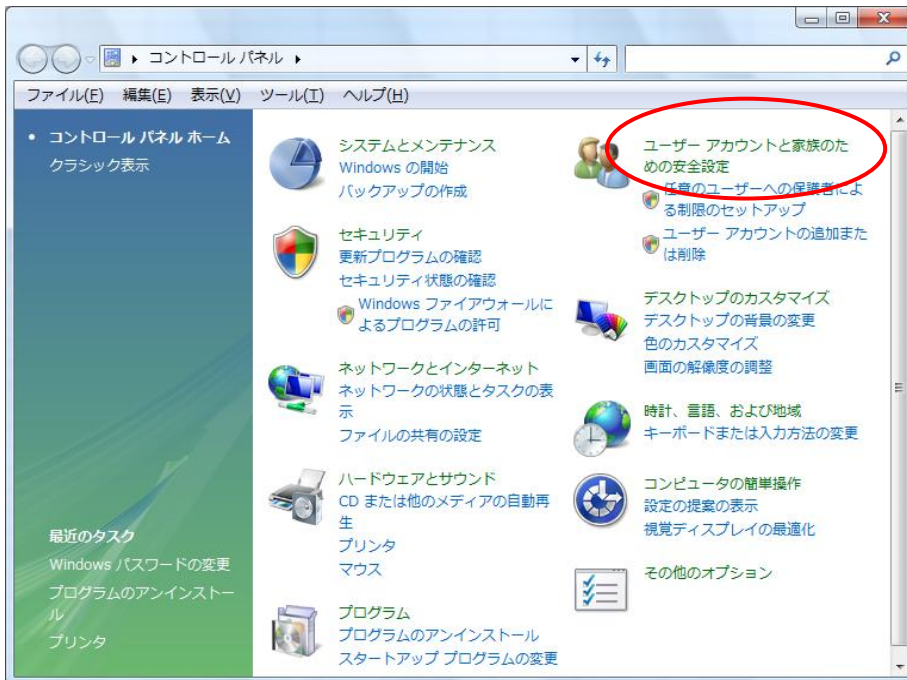 コントロール パネル
ファイル(F) 編集(E) 表示(V) ツール(T) ヘルプ(H)
• コントロール パネル ホーム
クラシック表示
最近のタスク
Windows パスワードの変更
プログラムのアンインストー
ル
プリンタ
システムとメンテナンス
Windows の開始
バックアップの作成
セキュリティ
更新プログラムの確認
セキュリティ状態の確認
Windows ファイアウォールに
よるプログラムの許可
ネットワークとインターネット
ネットワークの状態とタスクの表
示
ファイルの共有の設定
ハードウェアとサウンド
CD または他のメディアの自動再
生
プリンタ
マウス
プログラム
プログラムのアンインストール
スタートアップ プログラムの変更
ユーザー アカウントと家族のた
めの安全設定
任意のユーザーへの保護者によ
る制限のセットアップ
ユーザー アカウントの追加また
は削除
デスクトップのカスタマイズ
デスクトップの背景の変更
色のカスタマイズ
画面の解像度の調整
時計、言語、および地域
キーボードまたは入力方法の変更
コンピュータの簡単操作
設定の提案の表示
視覚ディスプレイの最適化
その他のオプション